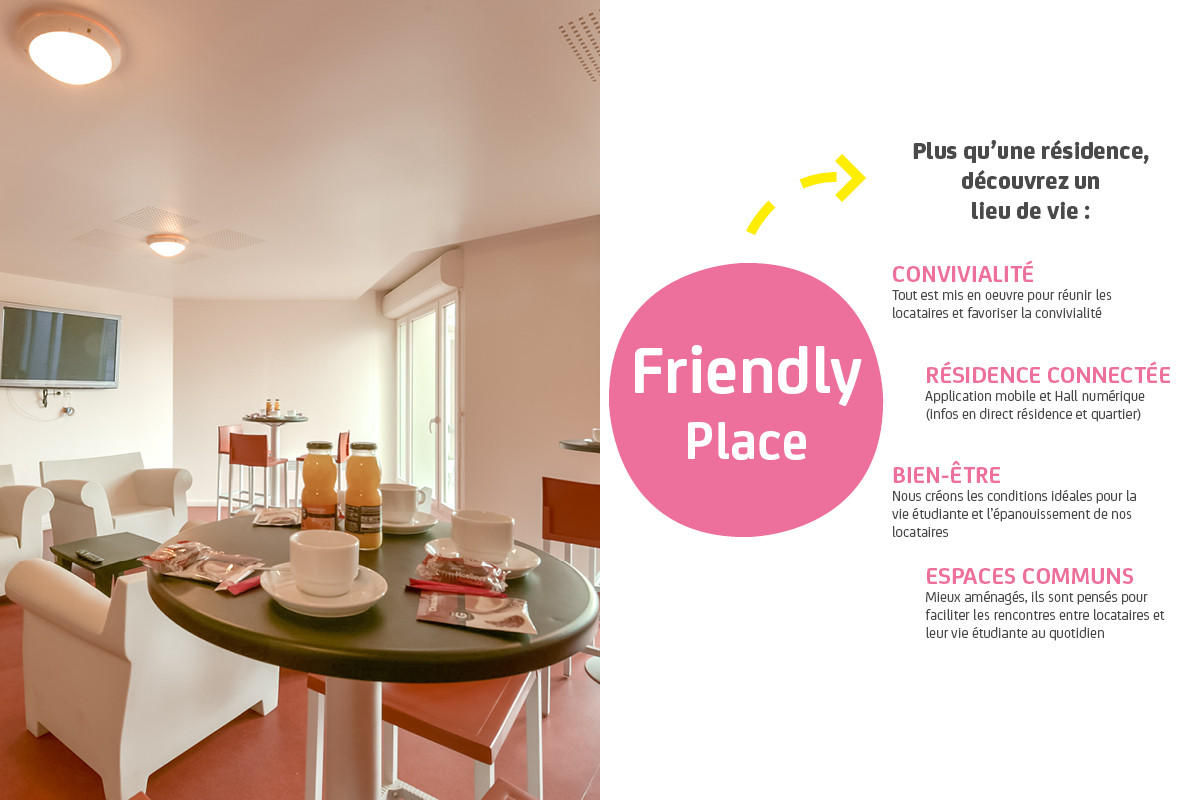 Plus qu’une résidence,
découvrez un
lieu de vie :
Friendly
Place
CONVIVIALITÉ
Tout est mis en oeuvre pour réunir les
locataires et favoriser la convivialité
RÉSIDENCE CONNECTÉE
Application mobile et Hall numérique
(infos en direct résidence et quartier)
BIEN-ÊTRE
Nous créons les conditions idéales pour la
vie étudiante et l’épanouissement de nos
locataires
ESPACES COMMUNS
Mieux aménagés, ils sont pensés pour
faciliter les rencontres entre locataires et
leur vie étudiante au quotidien